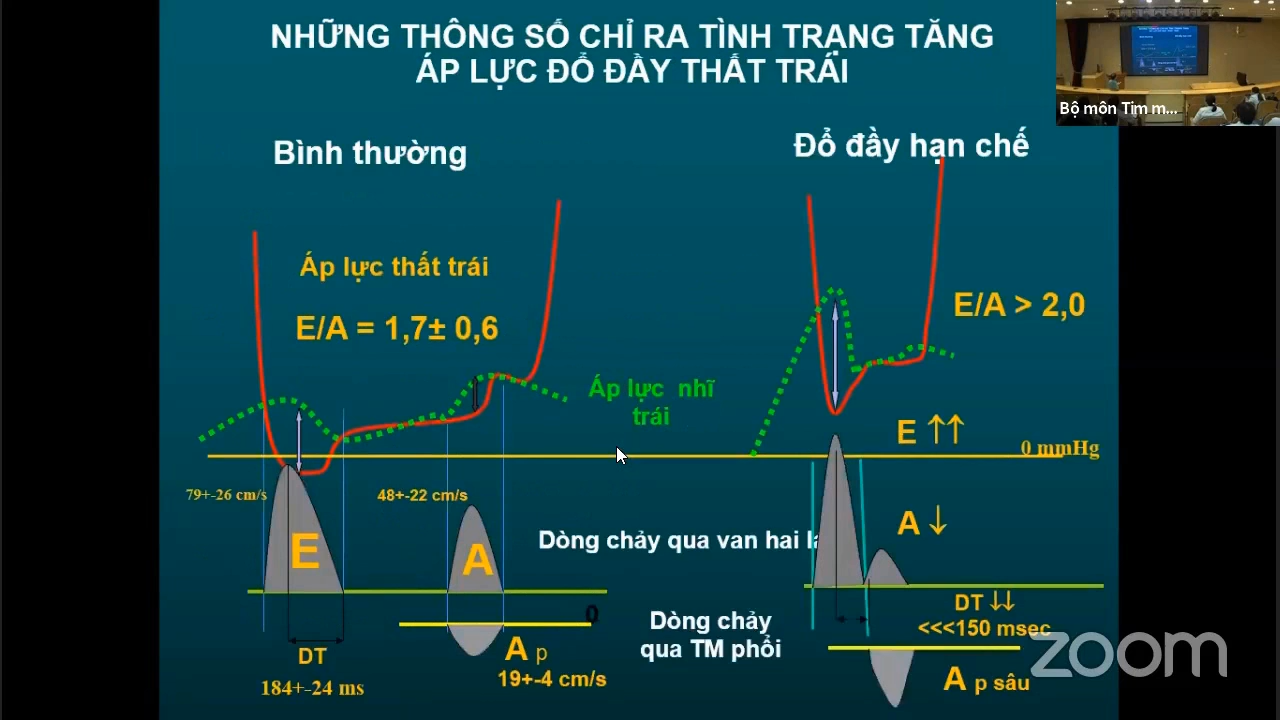 NHỮNG THÔNG SỐ CHỈ RA TÌNH TRẠNG TĂNG
ÁP LỰC ĐỔ ĐẦY THẤT TRÁI
Bộ môn Tim m...
Bình thường
Đổ đầy hạn chế
Áp lực thất trái
E/A = 1,7± 0,6
E/A > 2,0
Áp lực nhĩ
trái
E ↑↑
0 mmHg
79+-26 cm/s
48+-22 cm/s
E
A
Dòng chảy qua van hai lá
A ↓
0
Dòng chảy
qua TM phổi
DT ↓↓
<<<150 msec
DT
184+-24 ms
A p
19+-4 cm/s
A p sâu
zoom